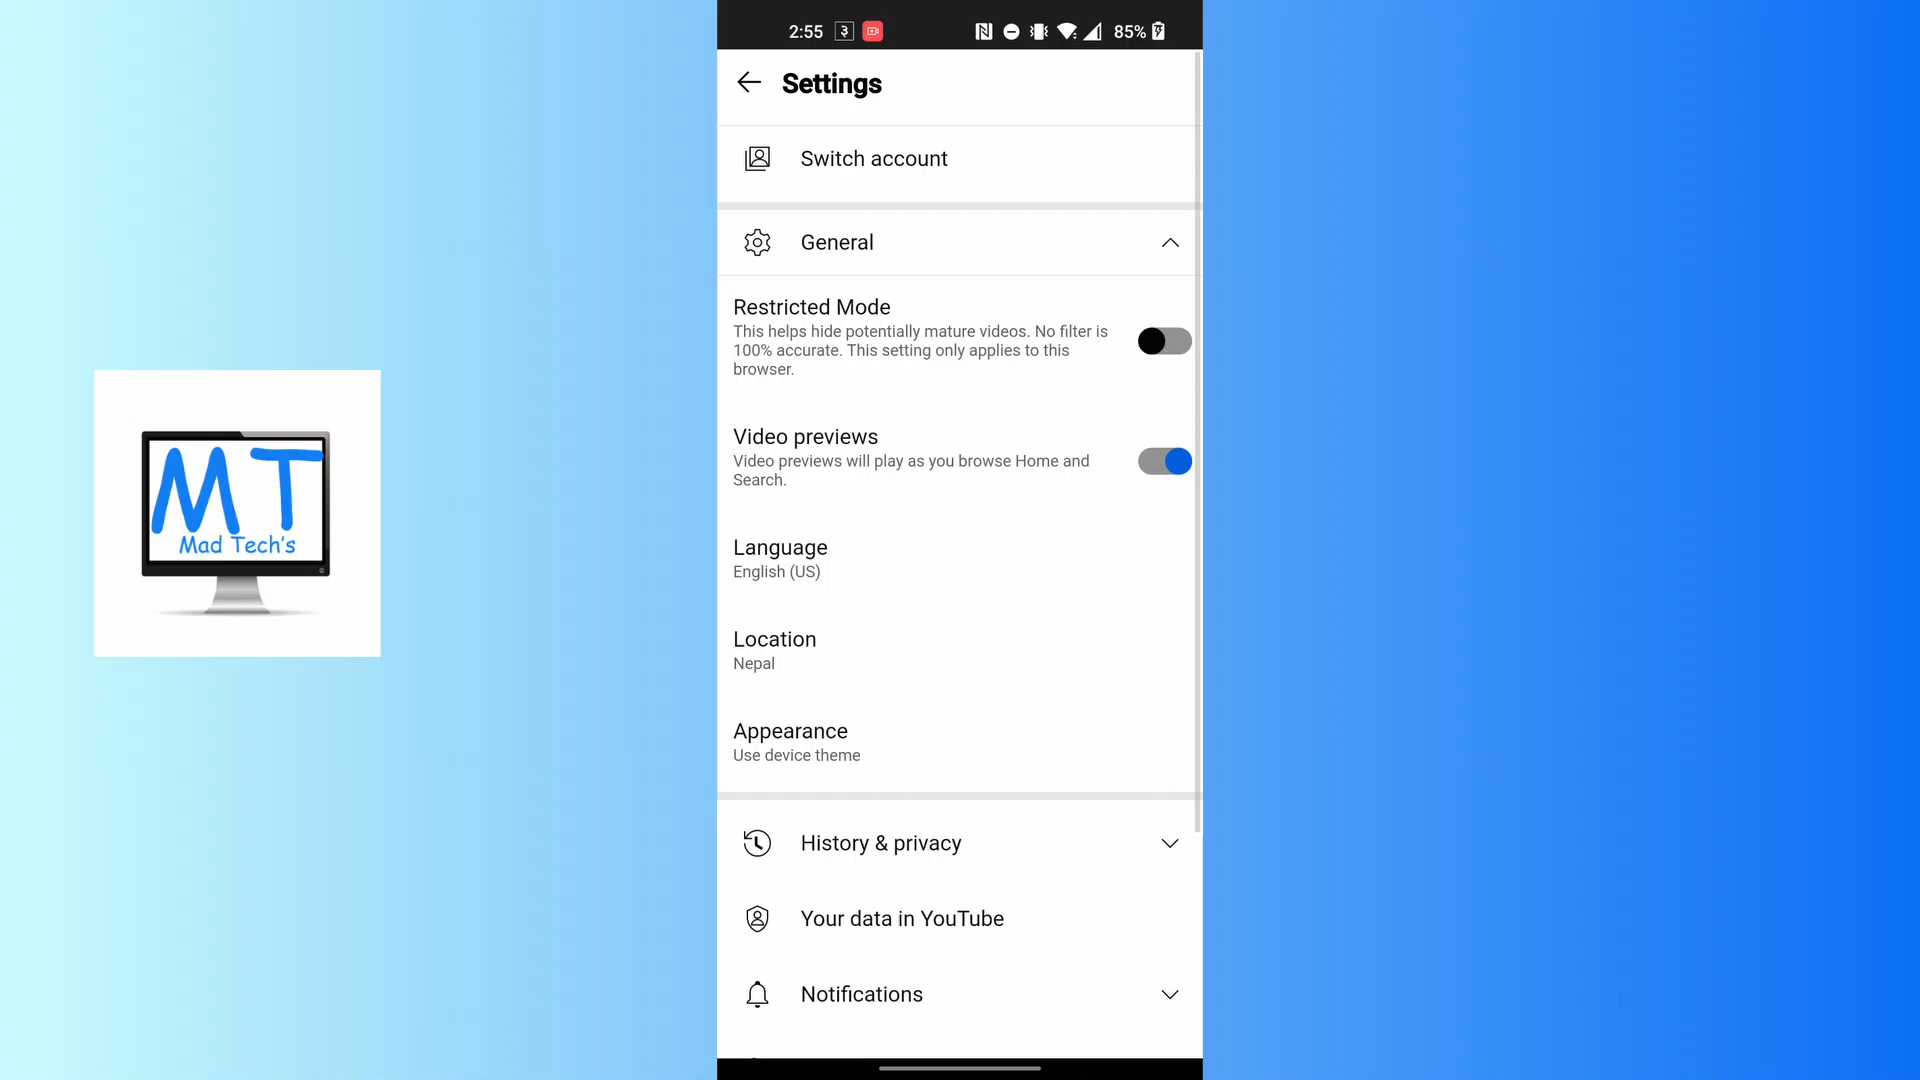 2:55
३
85%
Settings
Switch account
General
Restricted Mode
This helps hide potentially mature videos. No filter is
100% accurate. This setting only applies to this
browser.
Video previews
Video previews will play as you browse Home and
Search.
Language
English (US)
Location
Nepal
Appearance
Use device theme
History & privacy
Your data in YouTube
Notifications
MT
Mad Tech's